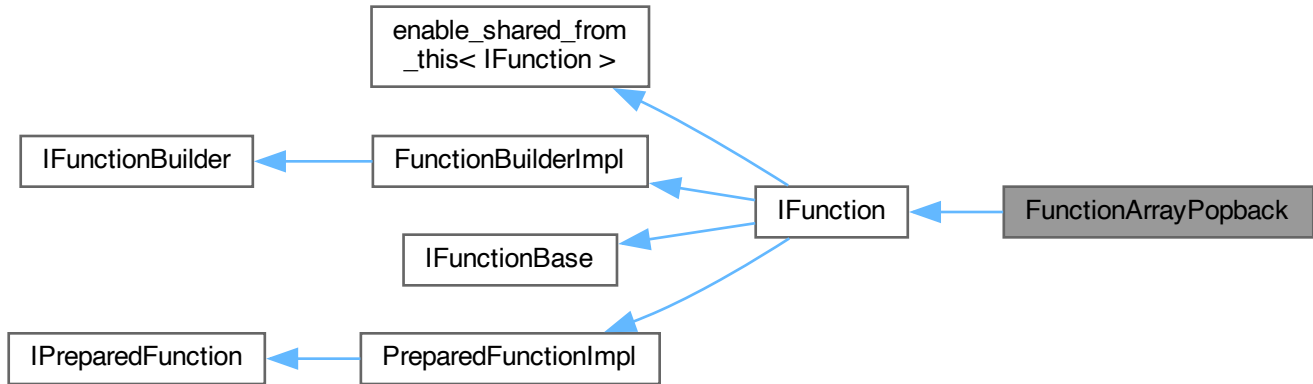 enable_shared_from
_this< IFunction >
IFunctionBuilder
FunctionBuilderImpl
IFunction
FunctionArrayPopback
IFunctionBase
IPreparedFunction
PreparedFunctionImpl